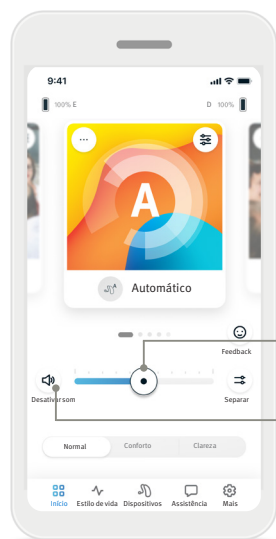 9:41
100% E
D 100%
A
Automático
Feedback
Desativar som
Separar
Normal Conforto Clareza
Início Estilo de vida Dispositivos Assistência Mais